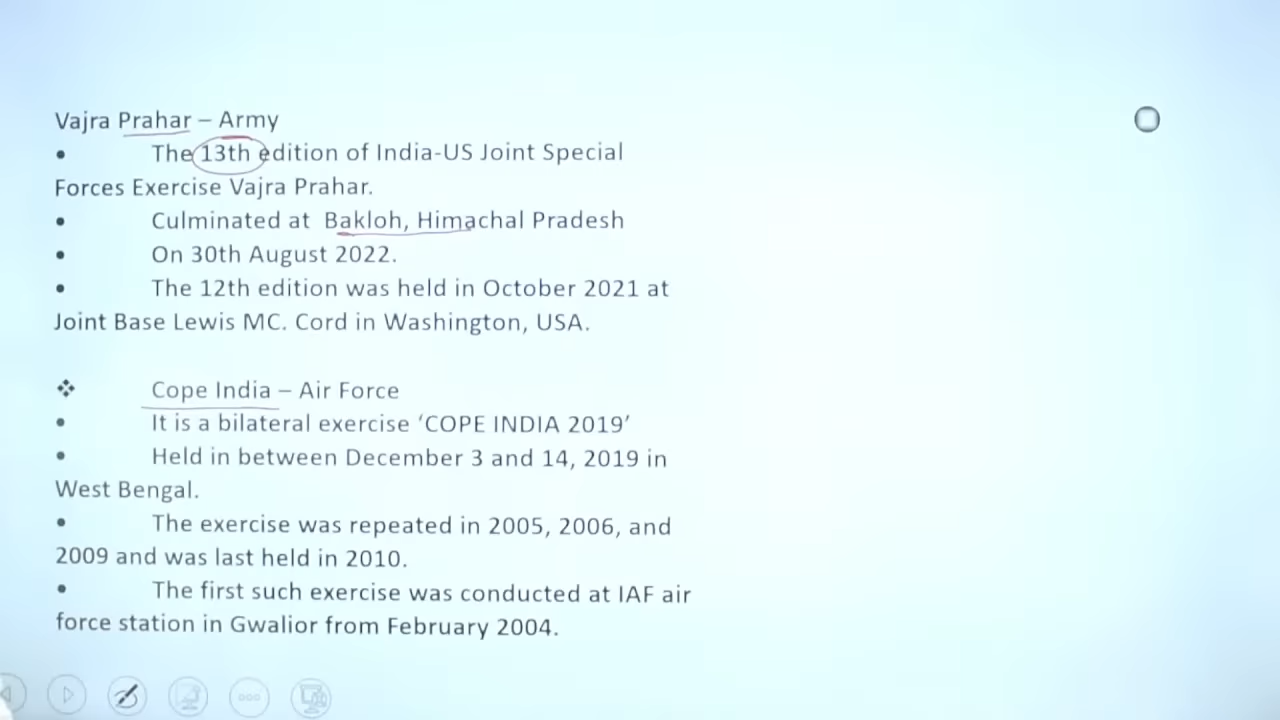 Vajra Prahar – Army
• The 13th edition of India-US Joint Special
Forces Exercise Vajra Prahar.
• Culminated at Bakloh, Himachal Pradesh
• On 30th August 2022.
• The 12th edition was held in October 2021 at
Joint Base Lewis MC. Cord in Washington, USA.
❖ Cope India – Air Force
• It is a bilateral exercise ‘COPE INDIA 2019’
• Held in between December 3 and 14, 2019 in
West Bengal.
• The exercise was repeated in 2005, 2006, and
2009 and was last held in 2010.
• The first such exercise was conducted at IAF air
force station in Gwalior from February 2004.